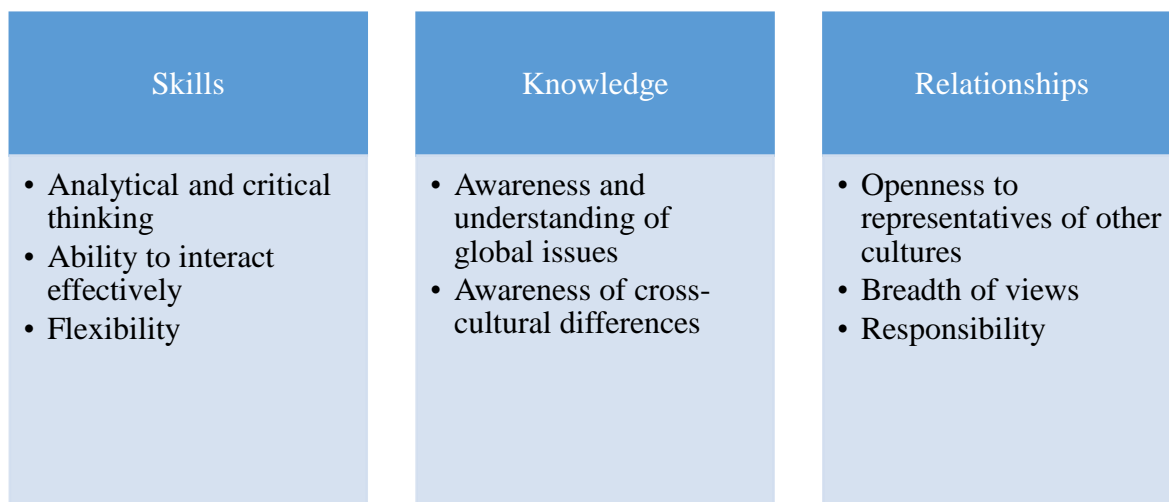 Skills
• Analytical and critical
thinking
• Ability to interact
effectively
• Flexibility
Knowledge
• Awareness and
understanding of
global issues
• Awareness of cross-
cultural differences
Relationships
• Openness to
representatives of other
cultures
• Breadth of views
• Responsibility